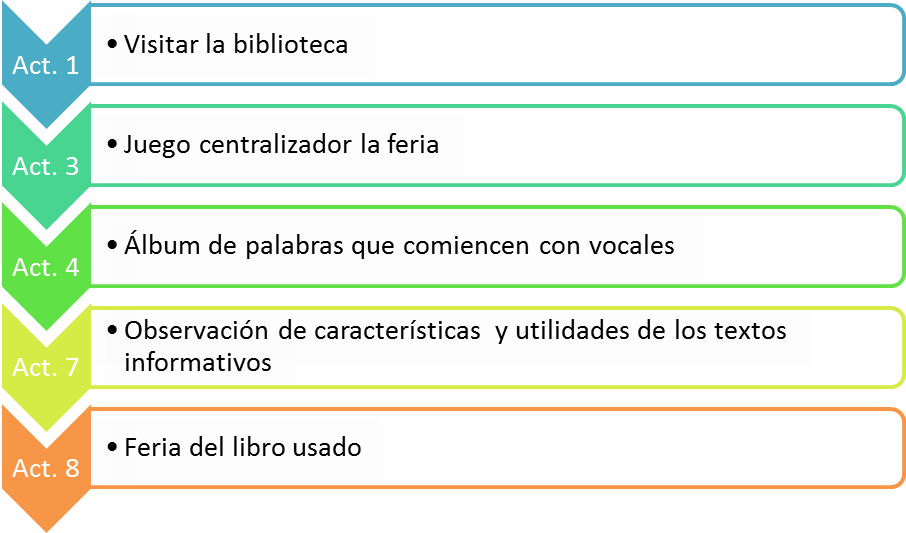 Act. 1
• Visitar la biblioteca
Act. 3
• Juego centralizador la feria
Act. 4
• Álbum de palabras que comiencen con vocales
Act. 7
• Observación de características y utilidades de los textos
informativos
Act. 8
• Feria del libro usado